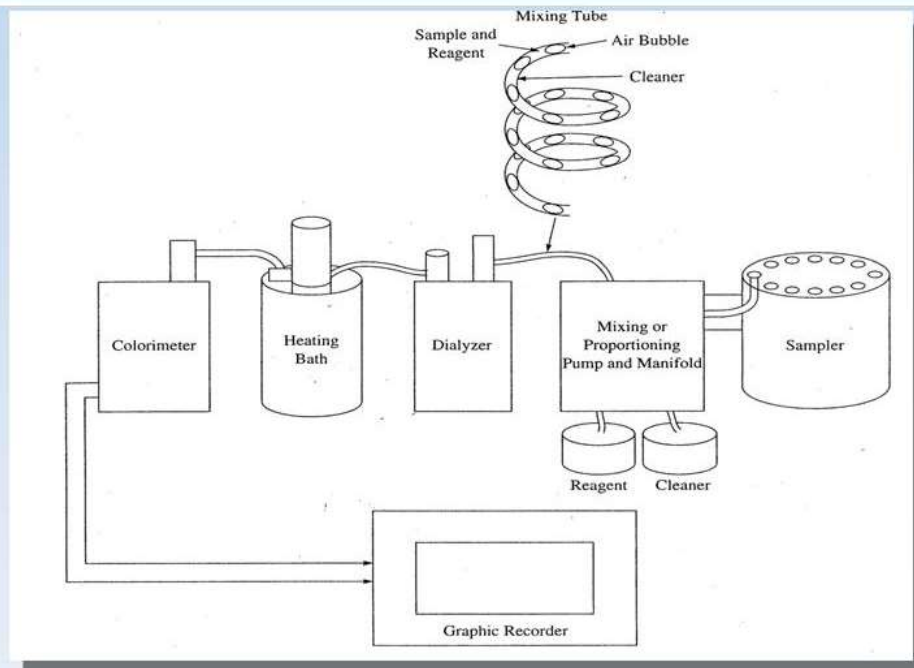 Mixing Tube
Sample and
Reagent
Air Bubble
Cleaner
Colorimeter
Heating
Bath
Dialyzer
Mixing or
Proportioning
Pump and Manifold
Sampler
Reagent
Cleaner
Graphic Recorder